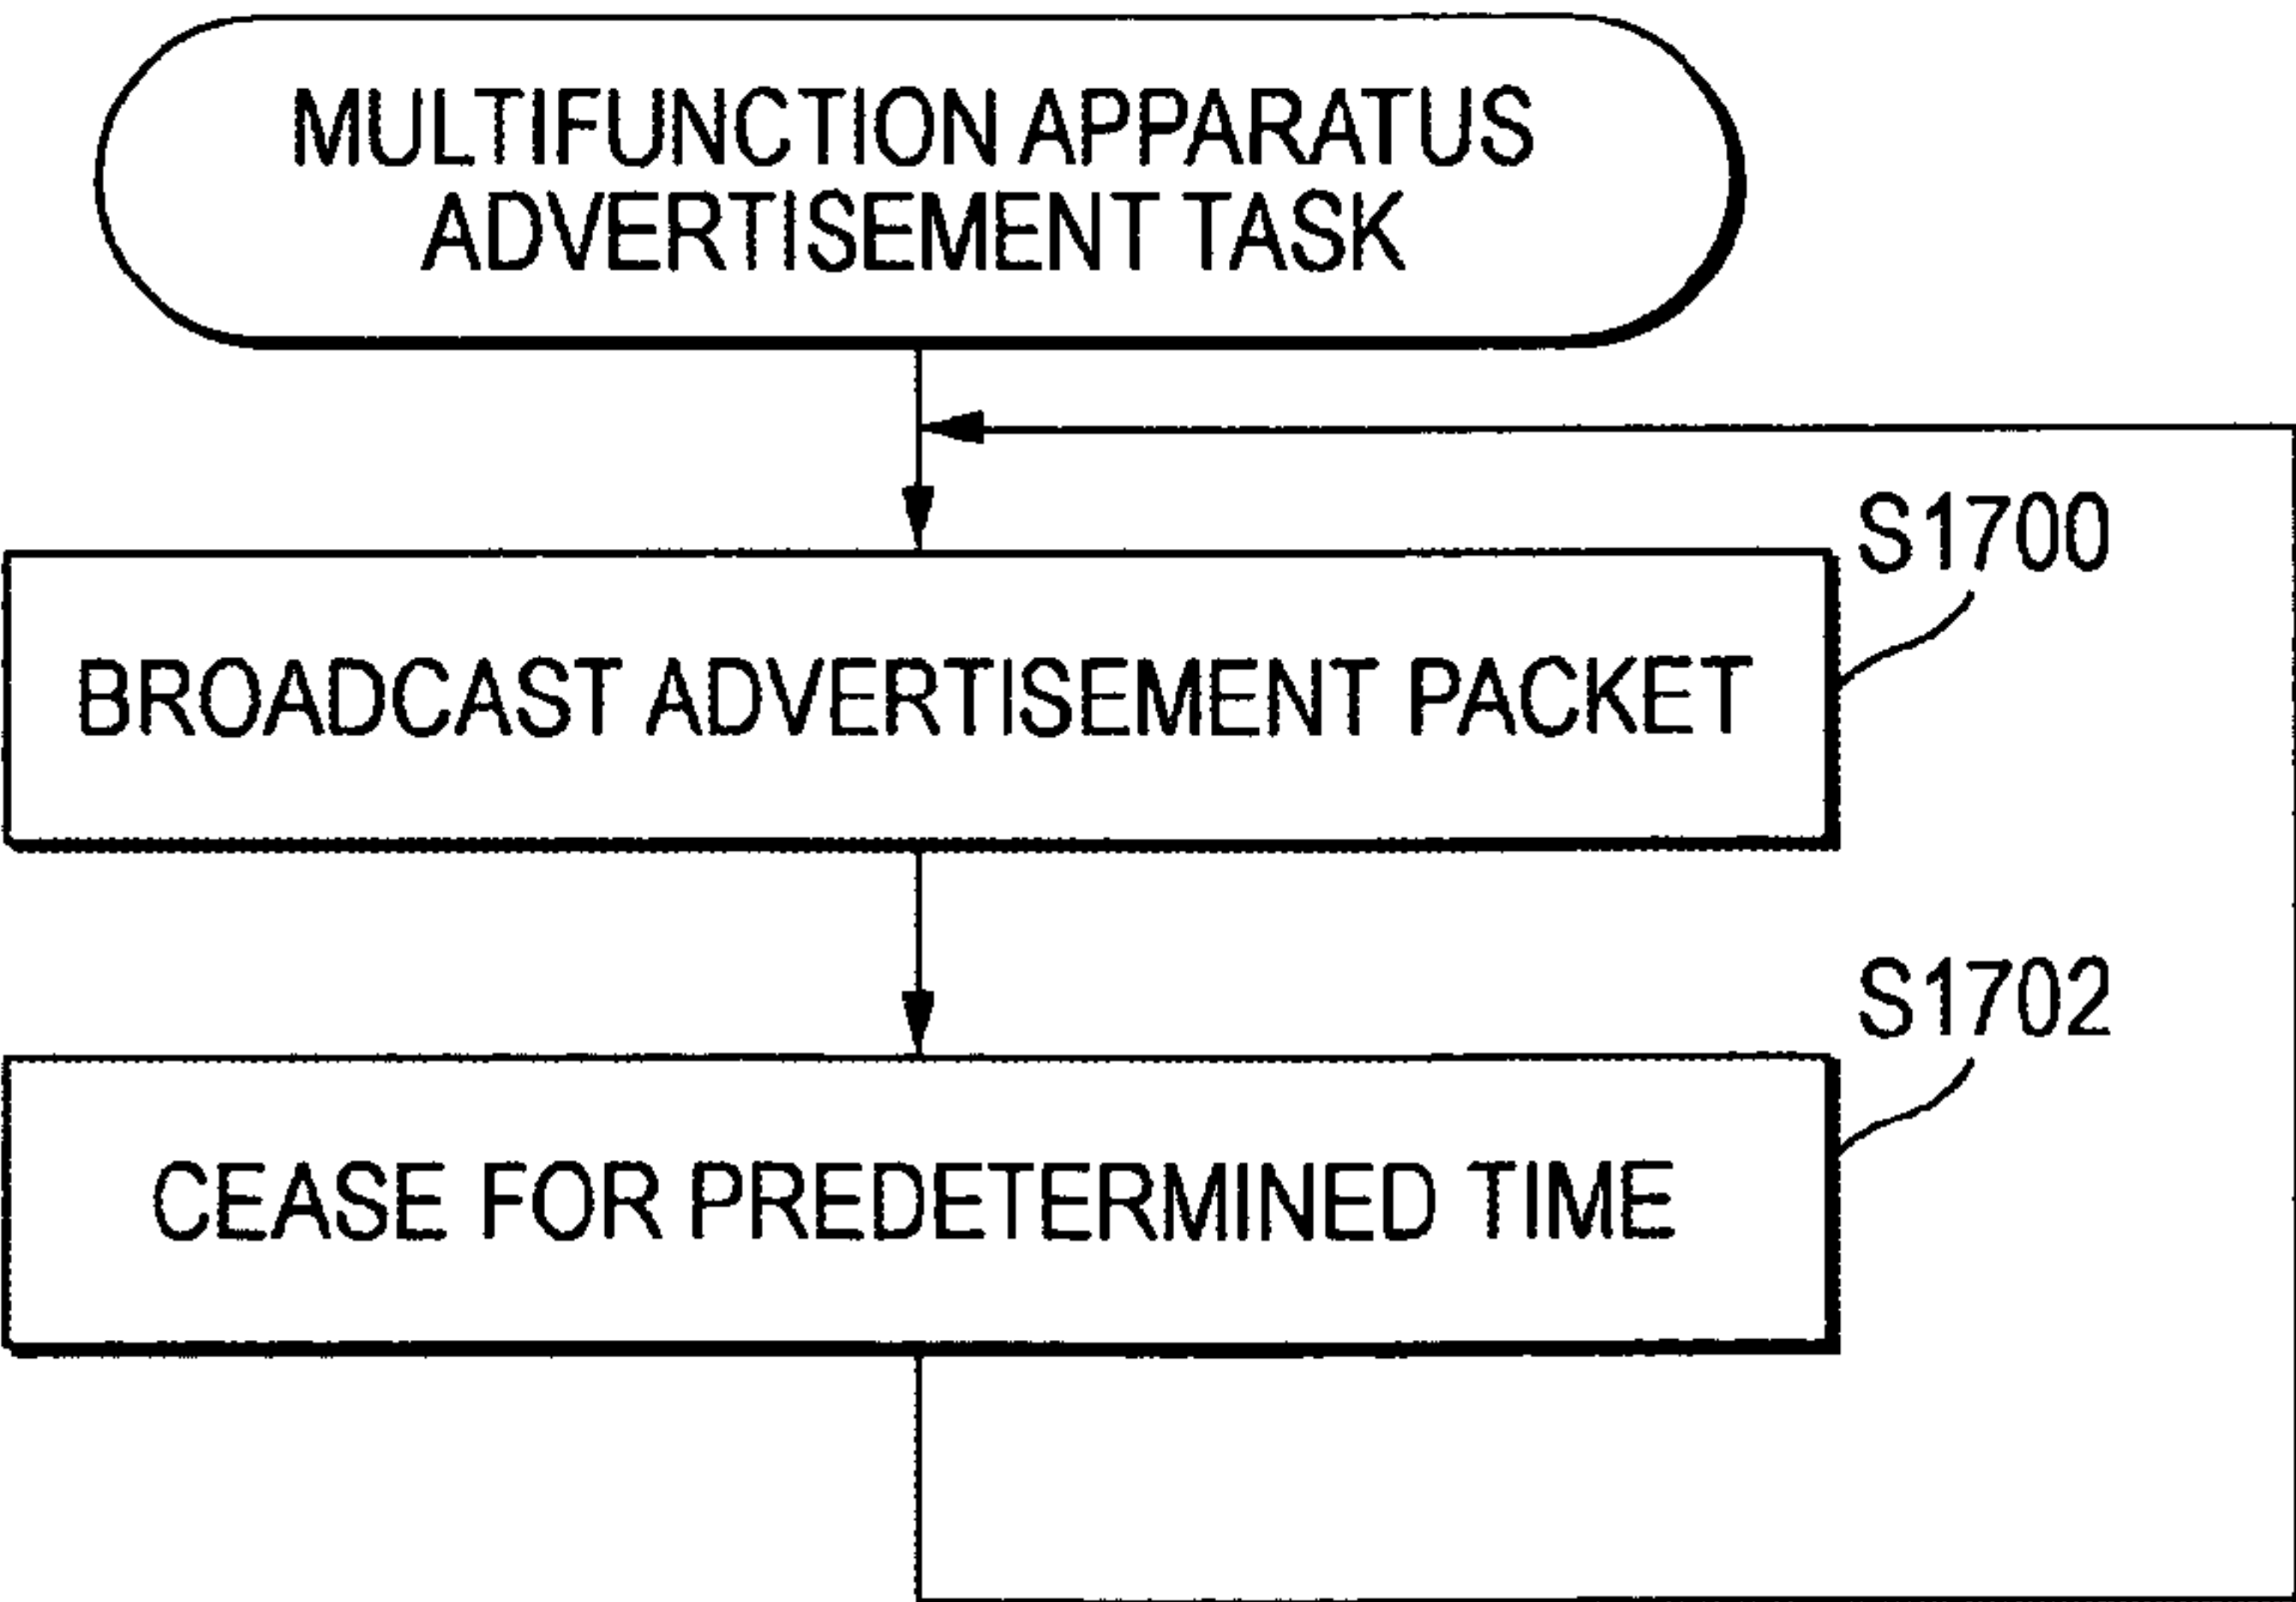 MULTIFUNCTION APPARATUS
ADVERTISEMENT TASK
S1700
BROADCAST ADVERTISEMENT PACKET
S1702
CEASE FOR PREDETERMINED TIME